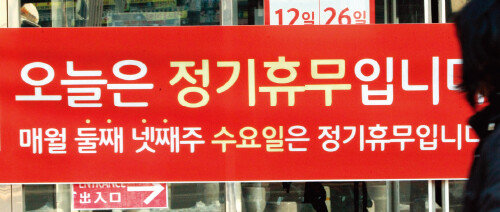 12일 26일
오늘은 정기휴무입니다
매월 둘째 넷째주 수요일은 정기휴무입니다
ENTRANCE
出入口